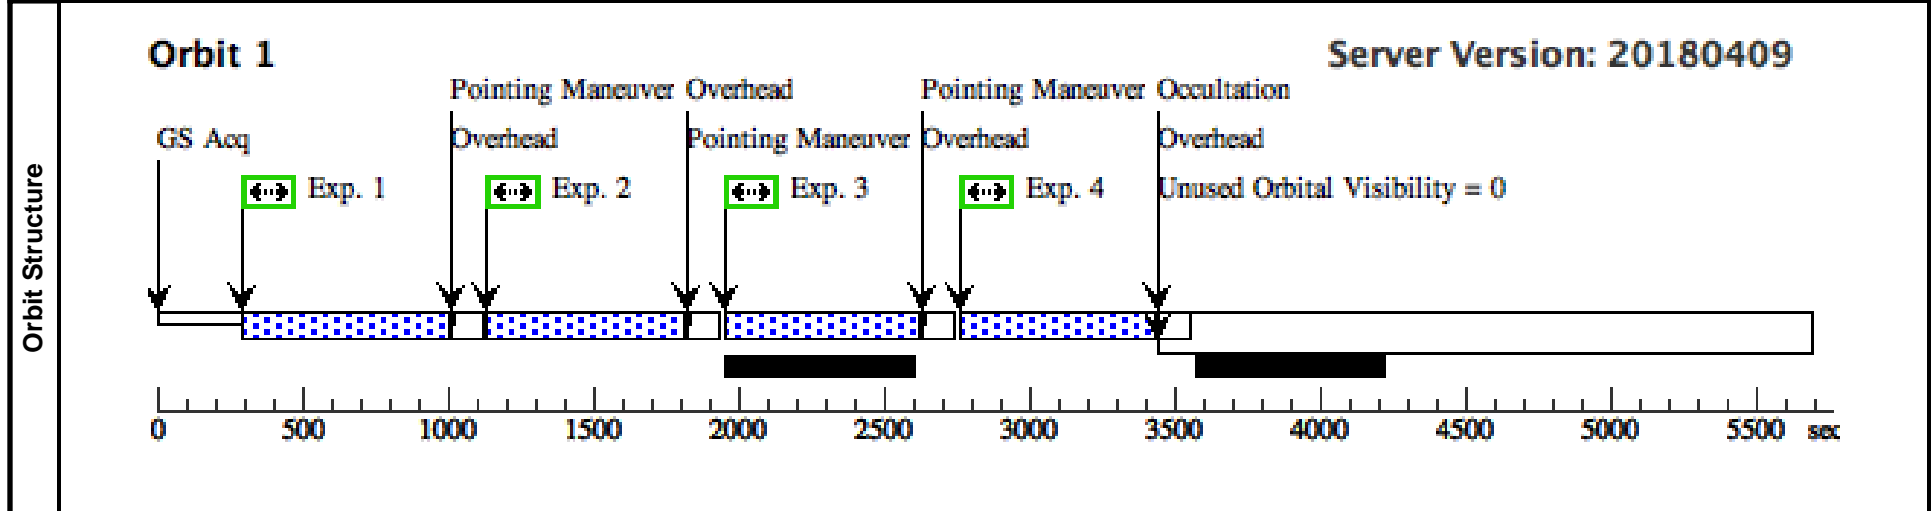 Orbit Structure
Orbit 1 Server Version: 20180409
Pointing Maneuver Overhead Pointing Maneuver Occultation
GS Acq Overhead Pointing Maneuver Overhead Overhead
Exp. 1 Exp. 2 Exp. 3 Exp. 4 Unused Orbital Visibility = 0
0 500 1000 1500 2000 2500 3000 3500 4000 4500 5000 5500 sec